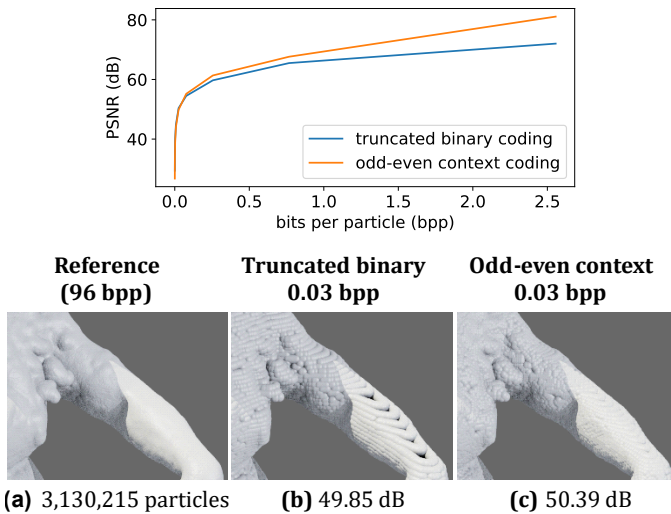 80
60
40
PSNR (dB)
truncated binary coding
odd-even context coding
0.0 0.5 1.0 1.5 2.0 2.5
bits per particle (bpp)
Reference Truncated binary Odd-even context
(96 bpp) 0.03 bpp 0.03 bpp
(a) 3,130,215 particles (b) 49.85 dB (c) 50.39 dB